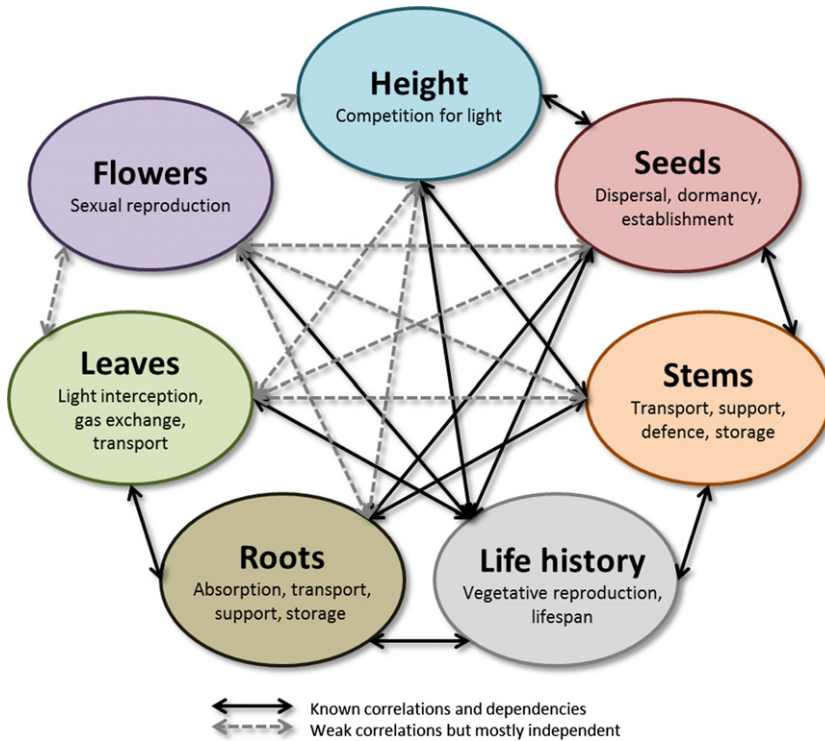 Height
Competition for light
Flowers
Sexual reproduction
Seeds
Dispersal, dormancy,
establishment
Leaves
Light interception,
gas exchange,
transport
Stems
Transport, support,
defence, storage
Roots
Absorption, transport,
support, storage
Life history
Vegetative reproduction,
lifespan
Known correlations and dependencies
Weak correlations but mostly independent